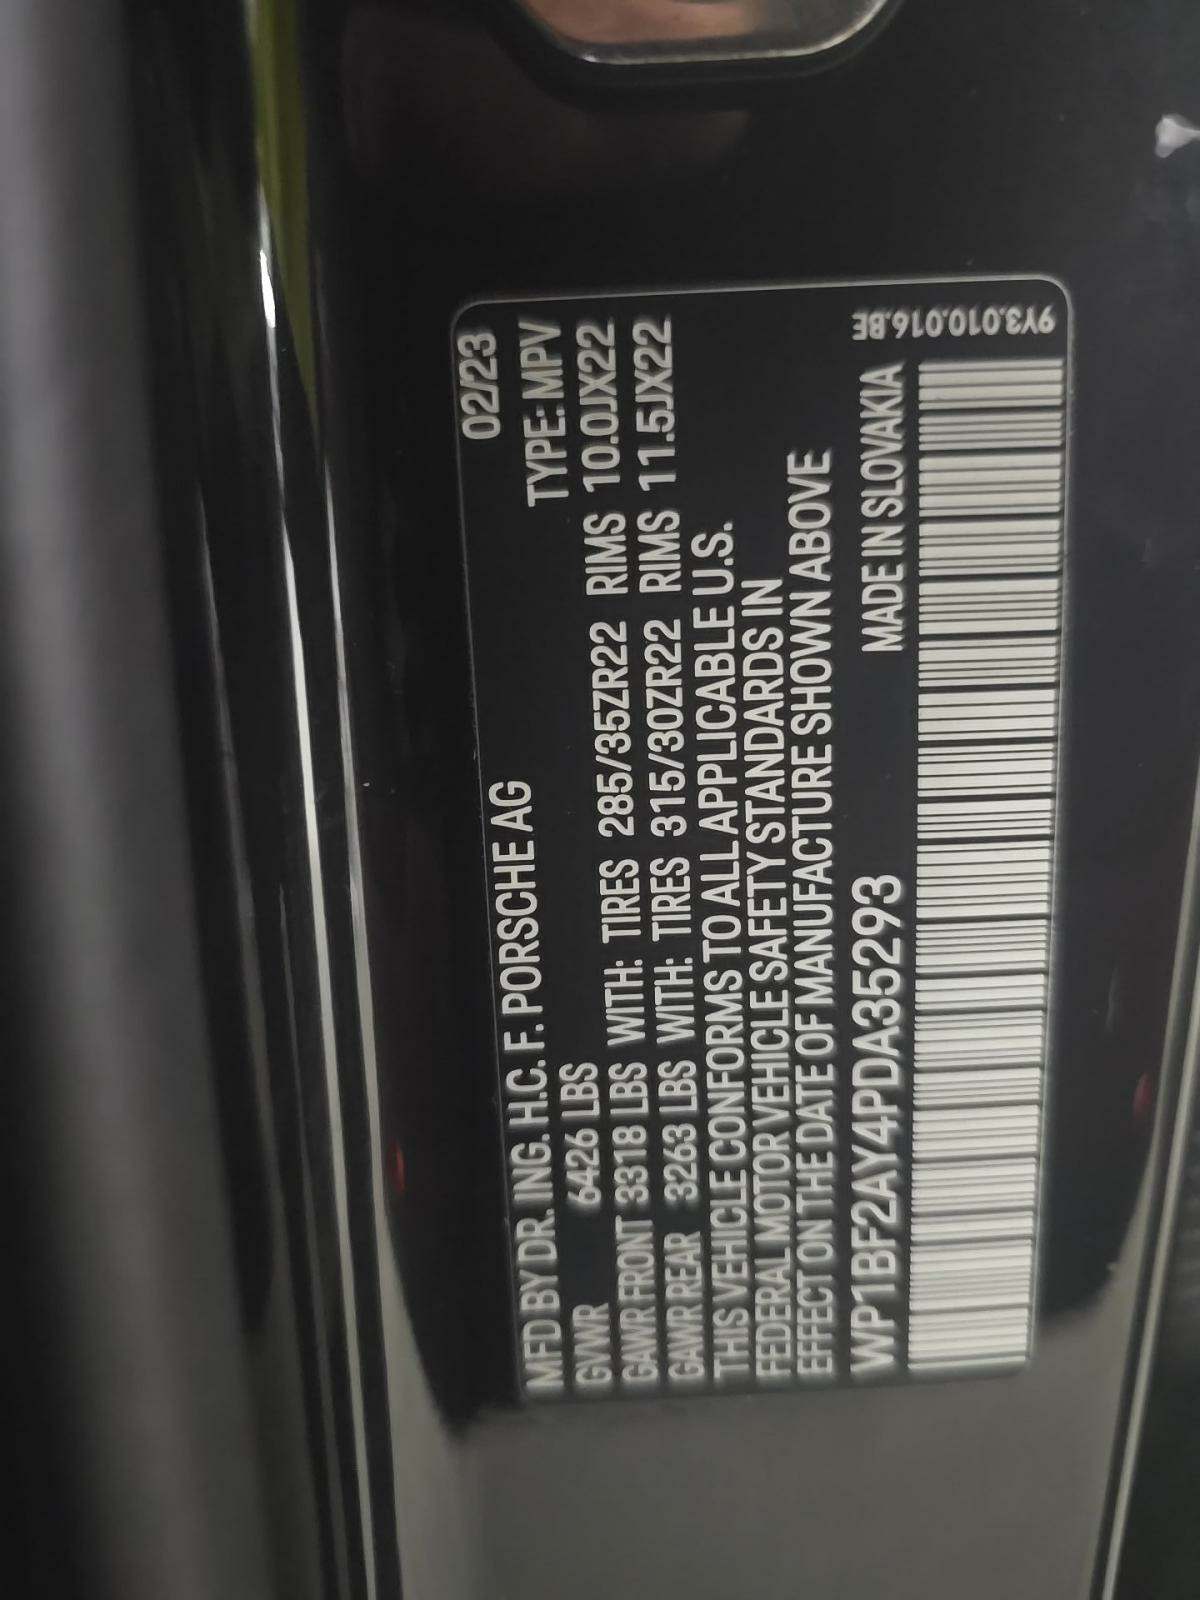 MFD BY DR. ING. H.C. F. PORSCHE AG 02/23
GVWR 6426 LBS TYPE: MPV
GAWR FRONT 3318 LBS WITH: TIRES 285/35ZR22 RIMS 10.0JX22
GAWR REAR 3263 LBS WITH: TIRES 315/30ZR22 RIMS 11.5JX22
THIS VEHICLE CONFORMS TO ALL APPLICABLE U.S.
FEDERAL MOTOR VEHICLE SAFETY STANDARDS IN
EFFECT ON THE DATE OF MANUFACTURE SHOWN ABOVE
WP1BF2AY4PDA35293 MADE IN SLOVAKIA
9Y3.010.016.BE